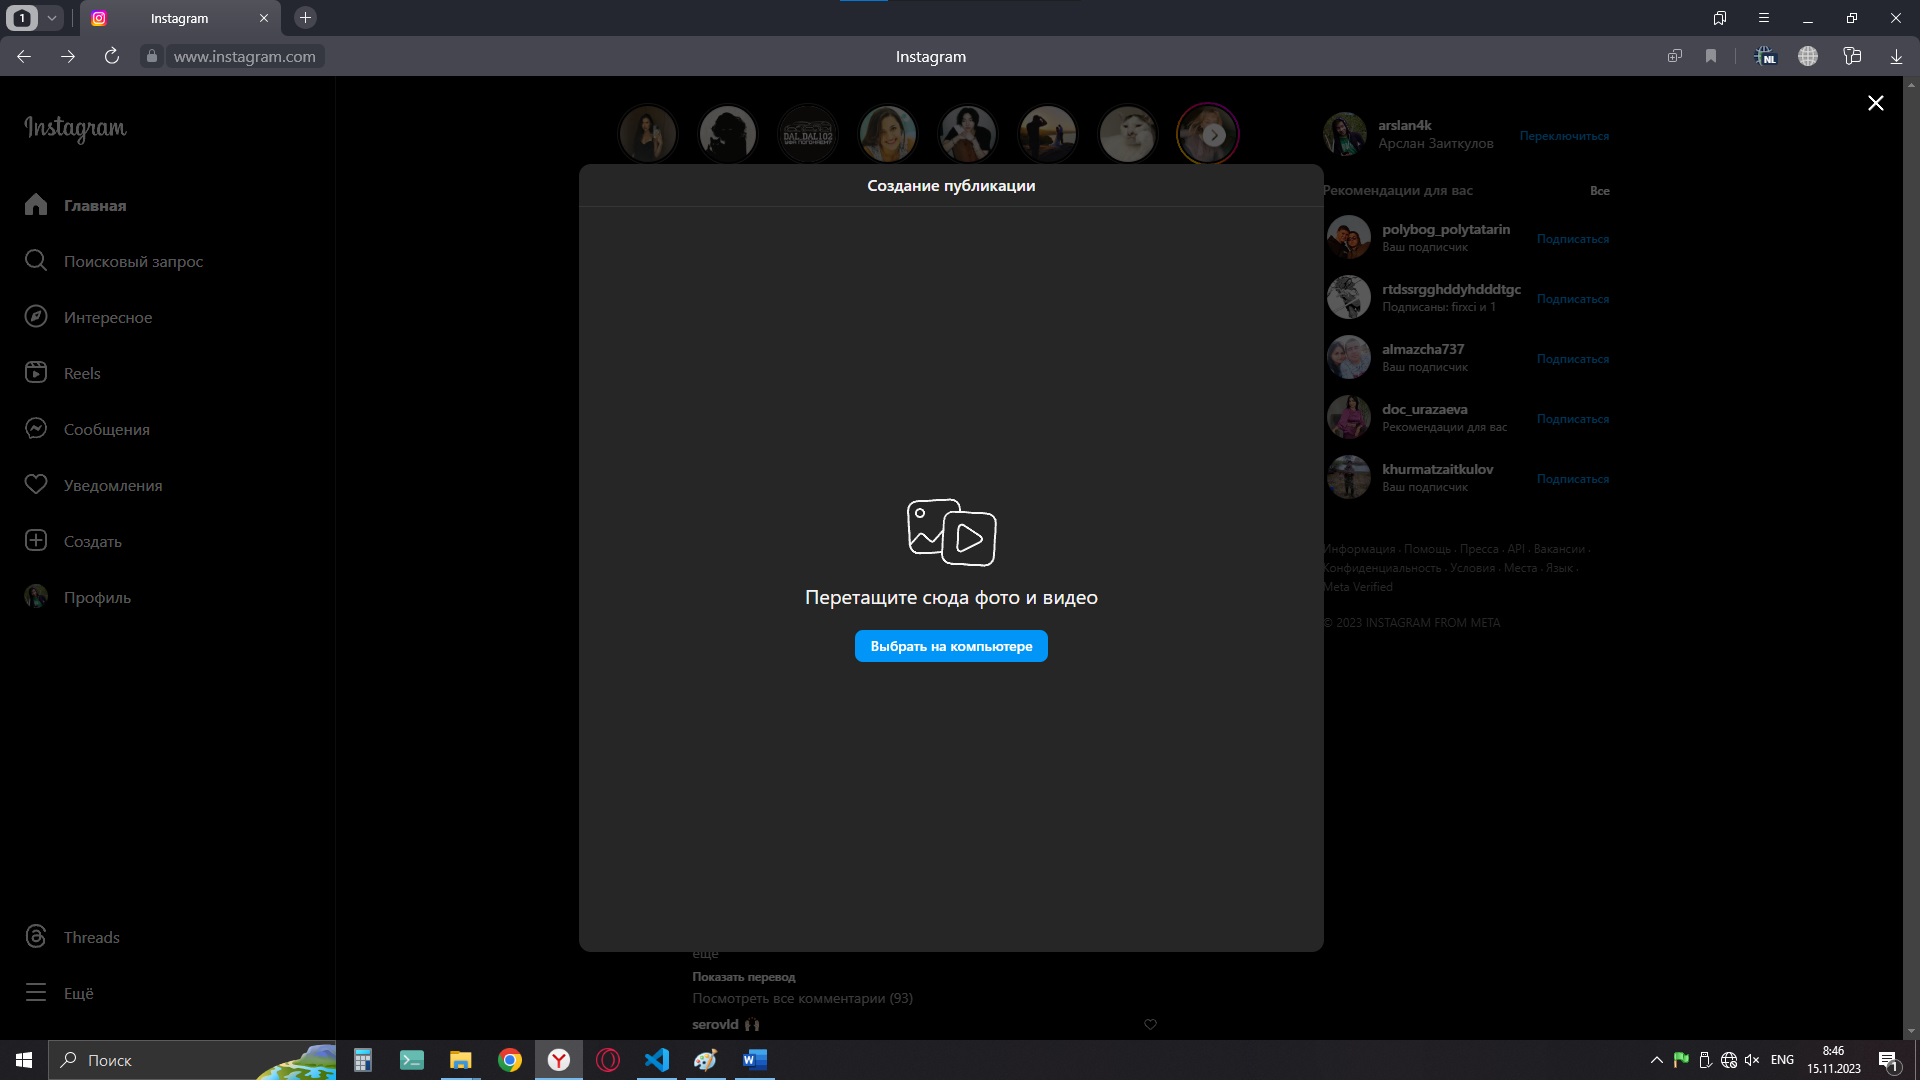 1
Instagram
www.instagram.com
Instagram
NL
Instagram
Главная
Поисковый запрос
Интересное
Reels
Сообщения
Уведомления
Создать
Профиль
Threads
Ещё
DAL DAL102
Создание публикации
Перетащите сюда фото и видео
Выбрать на компьютере
еще
Показать перевод
Посмотреть все комментарии (93)
serovld
arslan4k
Арслан Заиткулов
Переключиться
Рекомендации для вас
Все
polybog_polytatarin
Ваш подписчик
Подписаться
rtdssrgghddyhdddtgc
Подписаны: firxci и 1
Подписаться
almazcha737
Ваш подписчик
Подписаться
doc_urazaeva
Рекомендации для вас
Подписаться
khurmatzaitkulov
Ваш подписчик
Подписаться
Информация · Помощь · Пресса · API · Вакансии ·
Конфиденциальность · Условия · Места · Язык ·
Meta Verified
© 2023 INSTAGRAM FROM META
Поиск
ENG
8:46
15.11.2023
1